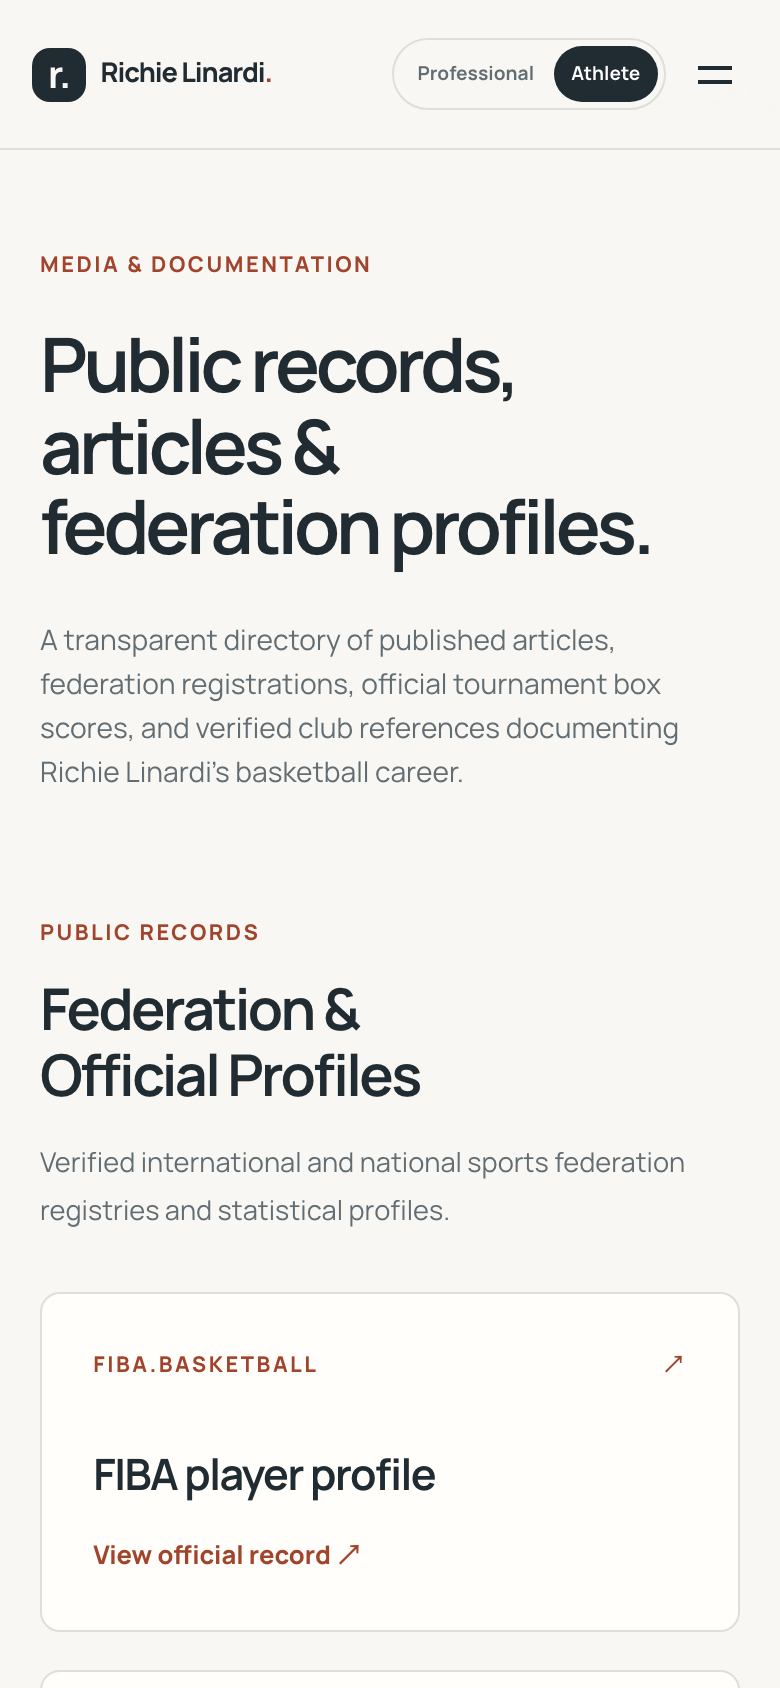 r.
Richie Linardi.
Professional
Athlete
MEDIA & DOCUMENTATION
Public records,
articles &
federation profiles.
A transparent directory of published articles,
federation registrations, official tournament box
scores, and verified club references documenting
Richie Linardi’s basketball career.
PUBLIC RECORDS
Federation &
Official Profiles
Verified international and national sports federation
registries and statistical profiles.
FIBA.BASKETBALL ↗
FIBA player profile
View official record ↗